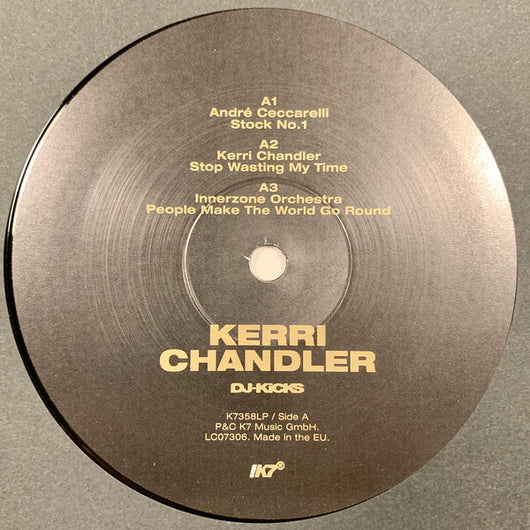 A1
André Ceccarelli
Stock No.1
A2
Kerri Chandler
Stop Wasting My Time
A3
Innerzone Orchestra
People Make The World Go Round
KERRI
CHANDLER
DJ-KiCKS
K7358LP / Side A
P&C K7 Music GmbH.
LC07306. Made in the EU.
!K7®